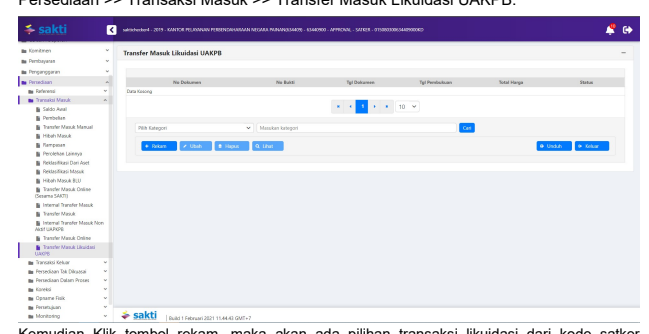 Persediaan >> Transaksi Masuk >> Transfer Masuk Likuidasi UAKPB.
sakti
saktichecker4 - 2019 - KANTOR PELAYANAN PERBENDAHARAAN NEGARA PAINAN(634409) - 63440900 - APPROVAL - SATKER - 015080300634409000KD
Komitmen
Pembayaran
Penganggaran
Persediaan
Referensi
Transaksi Masuk
Saldo Awal
Pembelian
Transfer Masuk Manual
Hibah Masuk
Rampasan
Perolehan Lainnya
Reklasifikasi Dari Aset
Reklasifikasi Masuk
Hibah Masuk BLU
Transfer Masuk Online
(Sesama SAKTI)
Internal Transfer Masuk
Transfer Masuk
Internal Transfer Masuk Non
Aktif UAPKPB
Transfer Masuk Online
Transfer Masuk Likuidasi
UAKPB
Transaksi Keluar
Persediaan Tak Dikuasai
Persediaan Dalam Proses
Koreksi
Opname Fisik
Persetujuan
Monitoring
Transfer Masuk Likuidasi UAKPB
No Dokumen No Bukti Tgl Dokumen Tgl Pembukuan Total Harga Status
Data Kosong
« ‹ 1 › » 10
Pilih Kategori Masukan kategori Cari
+ Rekam Ubah Hapus Lihat Unduh Keluar
sakti | Build 1 Februari 2021 11:44:43 GMT+7
Kemudian Klik tombol rekam, maka akan ada pilihan transaksi likuidasi dari kode satker